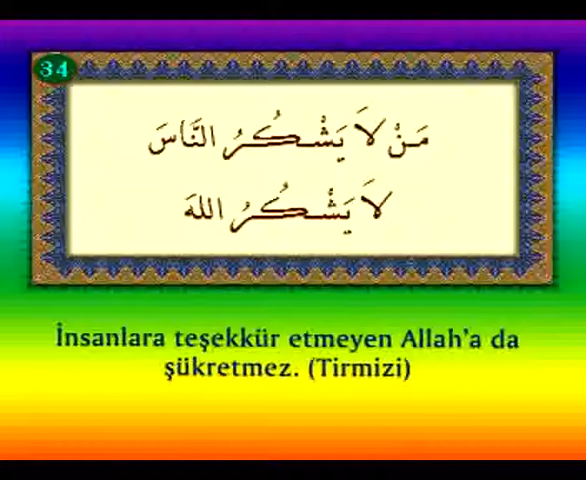 34
مَنْ لَا يَشْكُرُ النَّاسَ
لَا يَشْكُرُ اللهَ
İnsanlara teşekkür etmeyen Allah'a da
şükretmez. (Tirmizi)